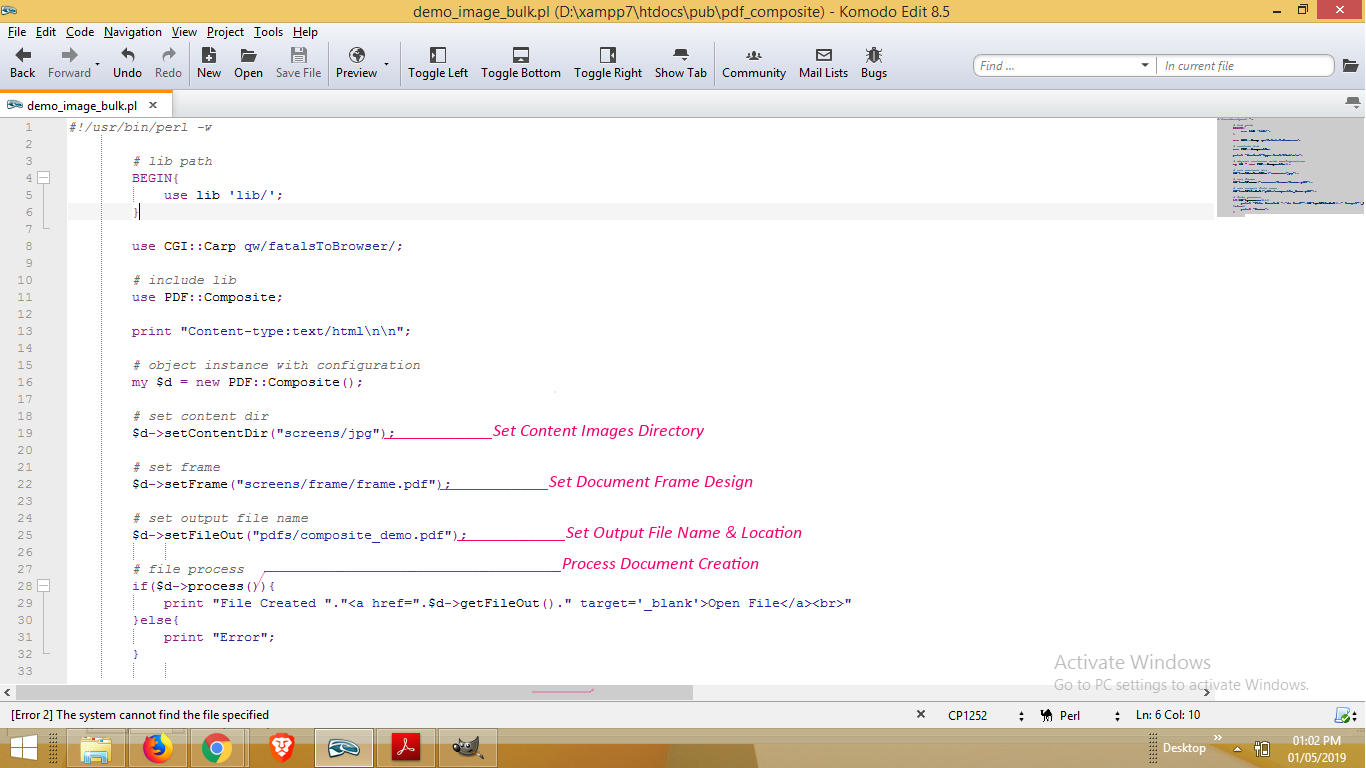 demo_image_bulk.pl (D:\xampp7\htdocs\pub\pdf_composite) - Komodo Edit 8.5
File Edit Code Navigation View Project Tools Help
Back Forward Undo Redo New Open Save File Preview Toggle Left Toggle Bottom Toggle Right Show Tab Community Mail Lists Bugs Find ... In current file
demo_image_bulk.pl
1 #!/usr/bin/perl -w
2
3 # lib path
4 BEGIN{
5 use lib 'lib/';
6 }
7
8 use CGI::Carp qw/fatalsToBrowser/;
9
10 # include lib
11 use PDF::Composite;
12
13 print "Content-type:text/html\n\n";
14
15 # object instance with configuration
16 my $d = new PDF::Composite();
17
18 # set content dir
19 $d->setContentDir("screens/jpg"); Set Content Images Directory
20
21 # set frame
22 $d->setFrame("screens/frame/frame.pdf"); Set Document Frame Design
23
24 # set output file name
25 $d->setFileOut("pdfs/composite_demo.pdf"); Set Output File Name & Location
26
27 # file process Process Document Creation
28 if($d->process()){
29 print "File Created "."<a href=".$d->getFileOut()." target='_blank'>Open File</a><br>"
30 }else{
31 print "Error";
32 }
33
Activate Windows
Go to PC settings to activate Windows.
[Error 2] The system cannot find the file specified CP1252 Perl Ln: 6 Col: 10
Desktop 01:02 PM
01/05/2019